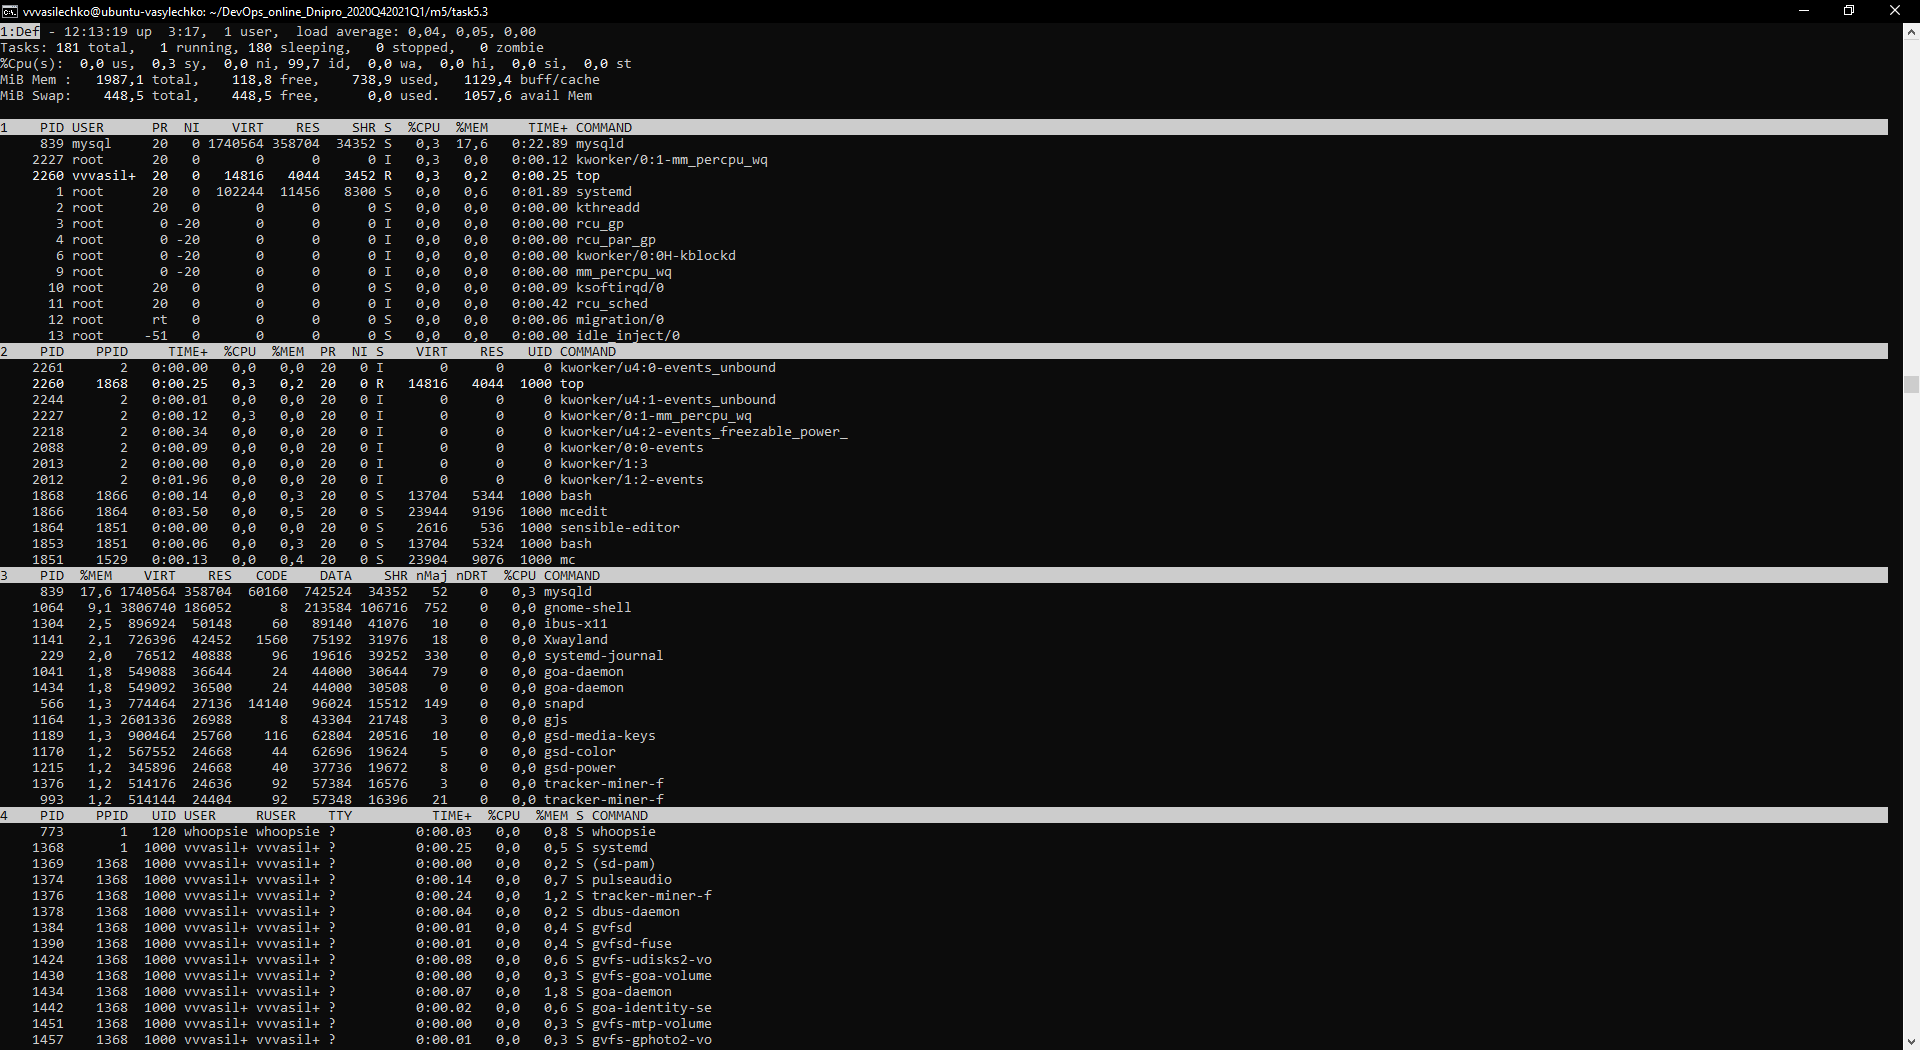 vvvasilechko@ubuntu-vasylechko: ~/DevOps_online_Dnipro_2020Q42021Q1/m5/task5.3
1:Def - 12:13:19 up  3:17,  1 user,  load average: 0,04, 0,05, 0,00
Tasks: 181 total,   1 running, 180 sleeping,   0 stopped,   0 zombie
%Cpu(s):  0,0 us,  0,3 sy,  0,0 ni, 99,7 id,  0,0 wa,  0,0 hi,  0,0 si,  0,0 st
MiB Mem :   1987,1 total,    118,8 free,    738,9 used,   1129,4 buff/cache
MiB Swap:    448,5 total,    448,5 free,      0,0 used.   1057,6 avail Mem
1    PID USER      PR  NI    VIRT    RES    SHR S  %CPU  %MEM     TIME+ COMMAND
839 mysql     20   0 1740564 358704  34352 S   0,3  17,6   0:22.89 mysqld
2227 root      20   0       0      0      0 I   0,3   0,0   0:00.12 kworker/0:1-mm_percpu_wq
2260 vvvasil+  20   0   14816   4044   3452 R   0,3   0,2   0:00.25 top
1 root      20   0  102244  11456   8300 S   0,0   0,6   0:01.89 systemd
2 root      20   0       0      0      0 S   0,0   0,0   0:00.00 kthreadd
3 root       0 -20       0      0      0 I   0,0   0,0   0:00.00 rcu_gp
4 root       0 -20       0      0      0 I   0,0   0,0   0:00.00 rcu_par_gp
6 root       0 -20       0      0      0 I   0,0   0,0   0:00.00 kworker/0:0H-kblockd
9 root       0 -20       0      0      0 I   0,0   0,0   0:00.00 mm_percpu_wq
10 root      20   0       0      0      0 S   0,0   0,0   0:00.09 ksoftirqd/0
11 root      20   0       0      0      0 I   0,0   0,0   0:00.42 rcu_sched
12 root      rt   0       0      0      0 S   0,0   0,0   0:00.06 migration/0
13 root     -51   0       0      0      0 S   0,0   0,0   0:00.00 idle_inject/0
2    PID    PPID     TIME+  %CPU  %MEM  PR  NI S    VIRT    RES   UID COMMAND
2261       2   0:00.00   0,0   0,0  20   0 I       0      0     0 kworker/u4:0-events_unbound
2260    1868   0:00.25   0,3   0,2  20   0 R   14816   4044  1000 top
2244       2   0:00.01   0,0   0,0  20   0 I       0      0     0 kworker/u4:1-events_unbound
2227       2   0:00.12   0,3   0,0  20   0 I       0      0     0 kworker/0:1-mm_percpu_wq
2218       2   0:00.34   0,0   0,0  20   0 I       0      0     0 kworker/u4:2-events_freezable_power_
2088       2   0:00.09   0,0   0,0  20   0 I       0      0     0 kworker/0:0-events
2013       2   0:00.00   0,0   0,0  20   0 I       0      0     0 kworker/1:3
2012       2   0:01.96   0,0   0,0  20   0 I       0      0     0 kworker/1:2-events
1868    1866   0:00.14   0,0   0,3  20   0 S   13704   5344  1000 bash
1866    1864   0:03.50   0,0   0,5  20   0 S   23944   9196  1000 mcedit
1864    1851   0:00.00   0,0   0,0  20   0 S    2616    536  1000 sensible-editor
1853    1851   0:00.06   0,0   0,3  20   0 S   13704   5324  1000 bash
1851    1529   0:00.13   0,0   0,4  20   0 S   23904   9076  1000 mc
3    PID  %MEM    VIRT    RES   CODE    DATA    SHR nMaj nDRT  %CPU COMMAND
839  17,6 1740564 358704  60160  742524  34352   52    0   0,3 mysqld
1064   9,1 3806740 186052      8  213584 106716  752    0   0,0 gnome-shell
1304   2,5  896924  50148     60   89140  41076   10    0   0,0 ibus-x11
1141   2,1  726396  42452   1560   75192  31976   18    0   0,0 Xwayland
229   2,0   76512  40888     96   19616  39252  330    0   0,0 systemd-journal
1041   1,8  549088  36644     24   44000  30644   79    0   0,0 goa-daemon
1434   1,8  549092  36500     24   44000  30508    0    0   0,0 goa-daemon
566   1,3  774464  27136  14140   96024  15512  149    0   0,0 snapd
1164   1,3 2601336  26988      8   43304  21748    3    0   0,0 gjs
1189   1,3  900464  25760    116   62804  20516   10    0   0,0 gsd-media-keys
1170   1,2  567552  24668     44   62696  19624    5    0   0,0 gsd-color
1215   1,2  345896  24668     40   37736  19672    8    0   0,0 gsd-power
1376   1,2  514176  24636     92   57384  16576    3    0   0,0 tracker-miner-f
993   1,2  514144  24404     92   57348  16396   21    0   0,0 tracker-miner-f
4    PID    PPID   UID USER     RUSER    TTY          TIME+  %CPU  %MEM S COMMAND
773       1   120 whoopsie whoopsie ?          0:00.03   0,0   0,8 S whoopsie
1368       1  1000 vvvasil+ vvvasil+ ?          0:00.25   0,0   0,5 S systemd
1369    1368  1000 vvvasil+ vvvasil+ ?          0:00.00   0,0   0,2 S (sd-pam)
1374    1368  1000 vvvasil+ vvvasil+ ?          0:00.14   0,0   0,7 S pulseaudio
1376    1368  1000 vvvasil+ vvvasil+ ?          0:00.24   0,0   1,2 S tracker-miner-f
1378    1368  1000 vvvasil+ vvvasil+ ?          0:00.04   0,0   0,2 S dbus-daemon
1384    1368  1000 vvvasil+ vvvasil+ ?          0:00.01   0,0   0,4 S gvfsd
1390    1368  1000 vvvasil+ vvvasil+ ?          0:00.01   0,0   0,4 S gvfsd-fuse
1424    1368  1000 vvvasil+ vvvasil+ ?          0:00.08   0,0   0,6 S gvfs-udisks2-vo
1430    1368  1000 vvvasil+ vvvasil+ ?          0:00.00   0,0   0,3 S gvfs-goa-volume
1434    1368  1000 vvvasil+ vvvasil+ ?          0:00.07   0,0   1,8 S goa-daemon
1442    1368  1000 vvvasil+ vvvasil+ ?          0:00.02   0,0   0,6 S goa-identity-se
1451    1368  1000 vvvasil+ vvvasil+ ?          0:00.00   0,0   0,3 S gvfs-mtp-volume
1457    1368  1000 vvvasil+ vvvasil+ ?          0:00.01   0,0   0,3 S gvfs-gphoto2-vo